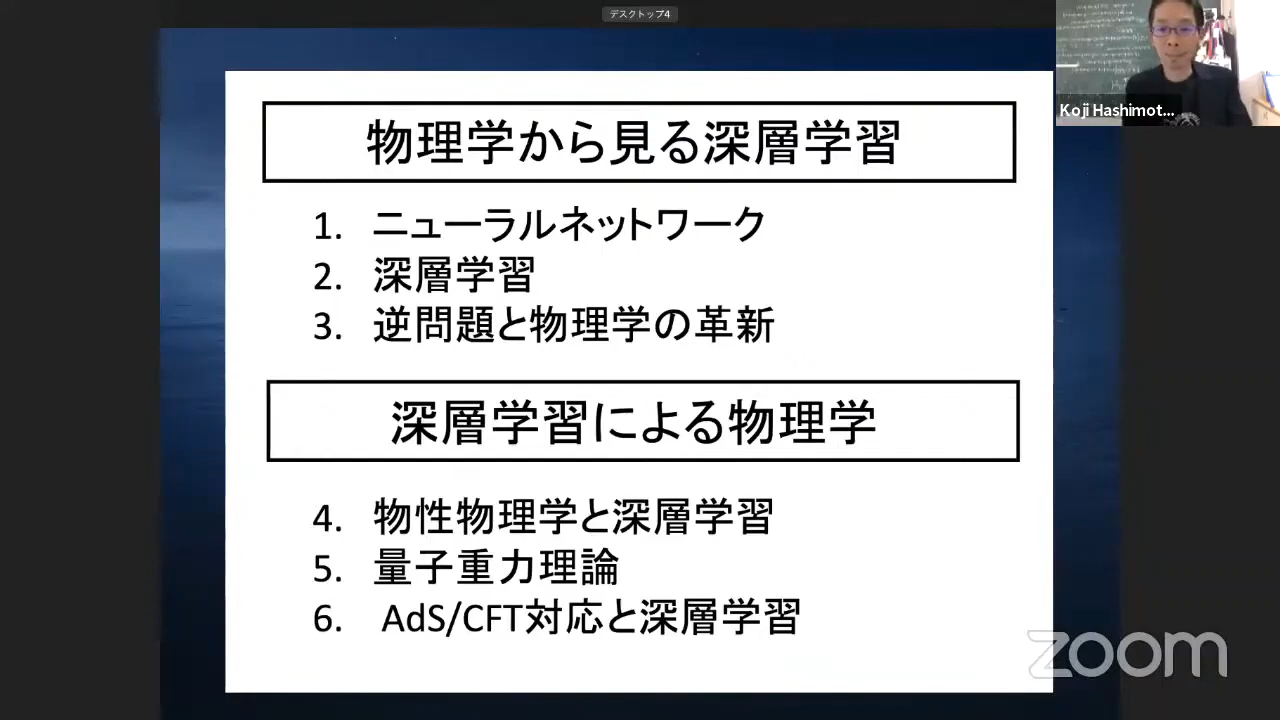 デスクトップ4
Koji Hashimot...
物理学から見る深層学習
1. ニューラルネットワーク
2. 深層学習
3. 逆問題と物理学の革新
深層学習による物理学
4. 物性物理学と深層学習
5. 量子重力理論
6. AdS/CFT対応と深層学習
zoom